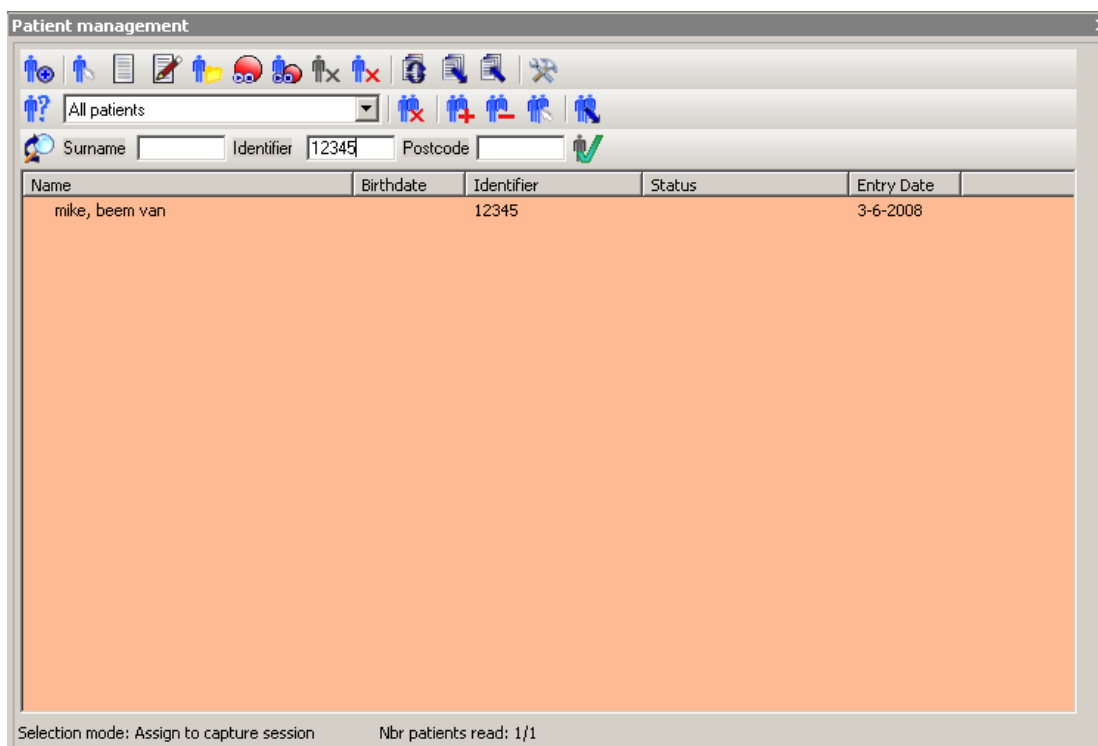 Patient management
All patients
Surname Identifier 12345 Postcode
Name Birthdate Identifier Status Entry Date
mike, beem van 12345 3-6-2008
Selection mode: Assign to capture session Nbr patients read: 1/1